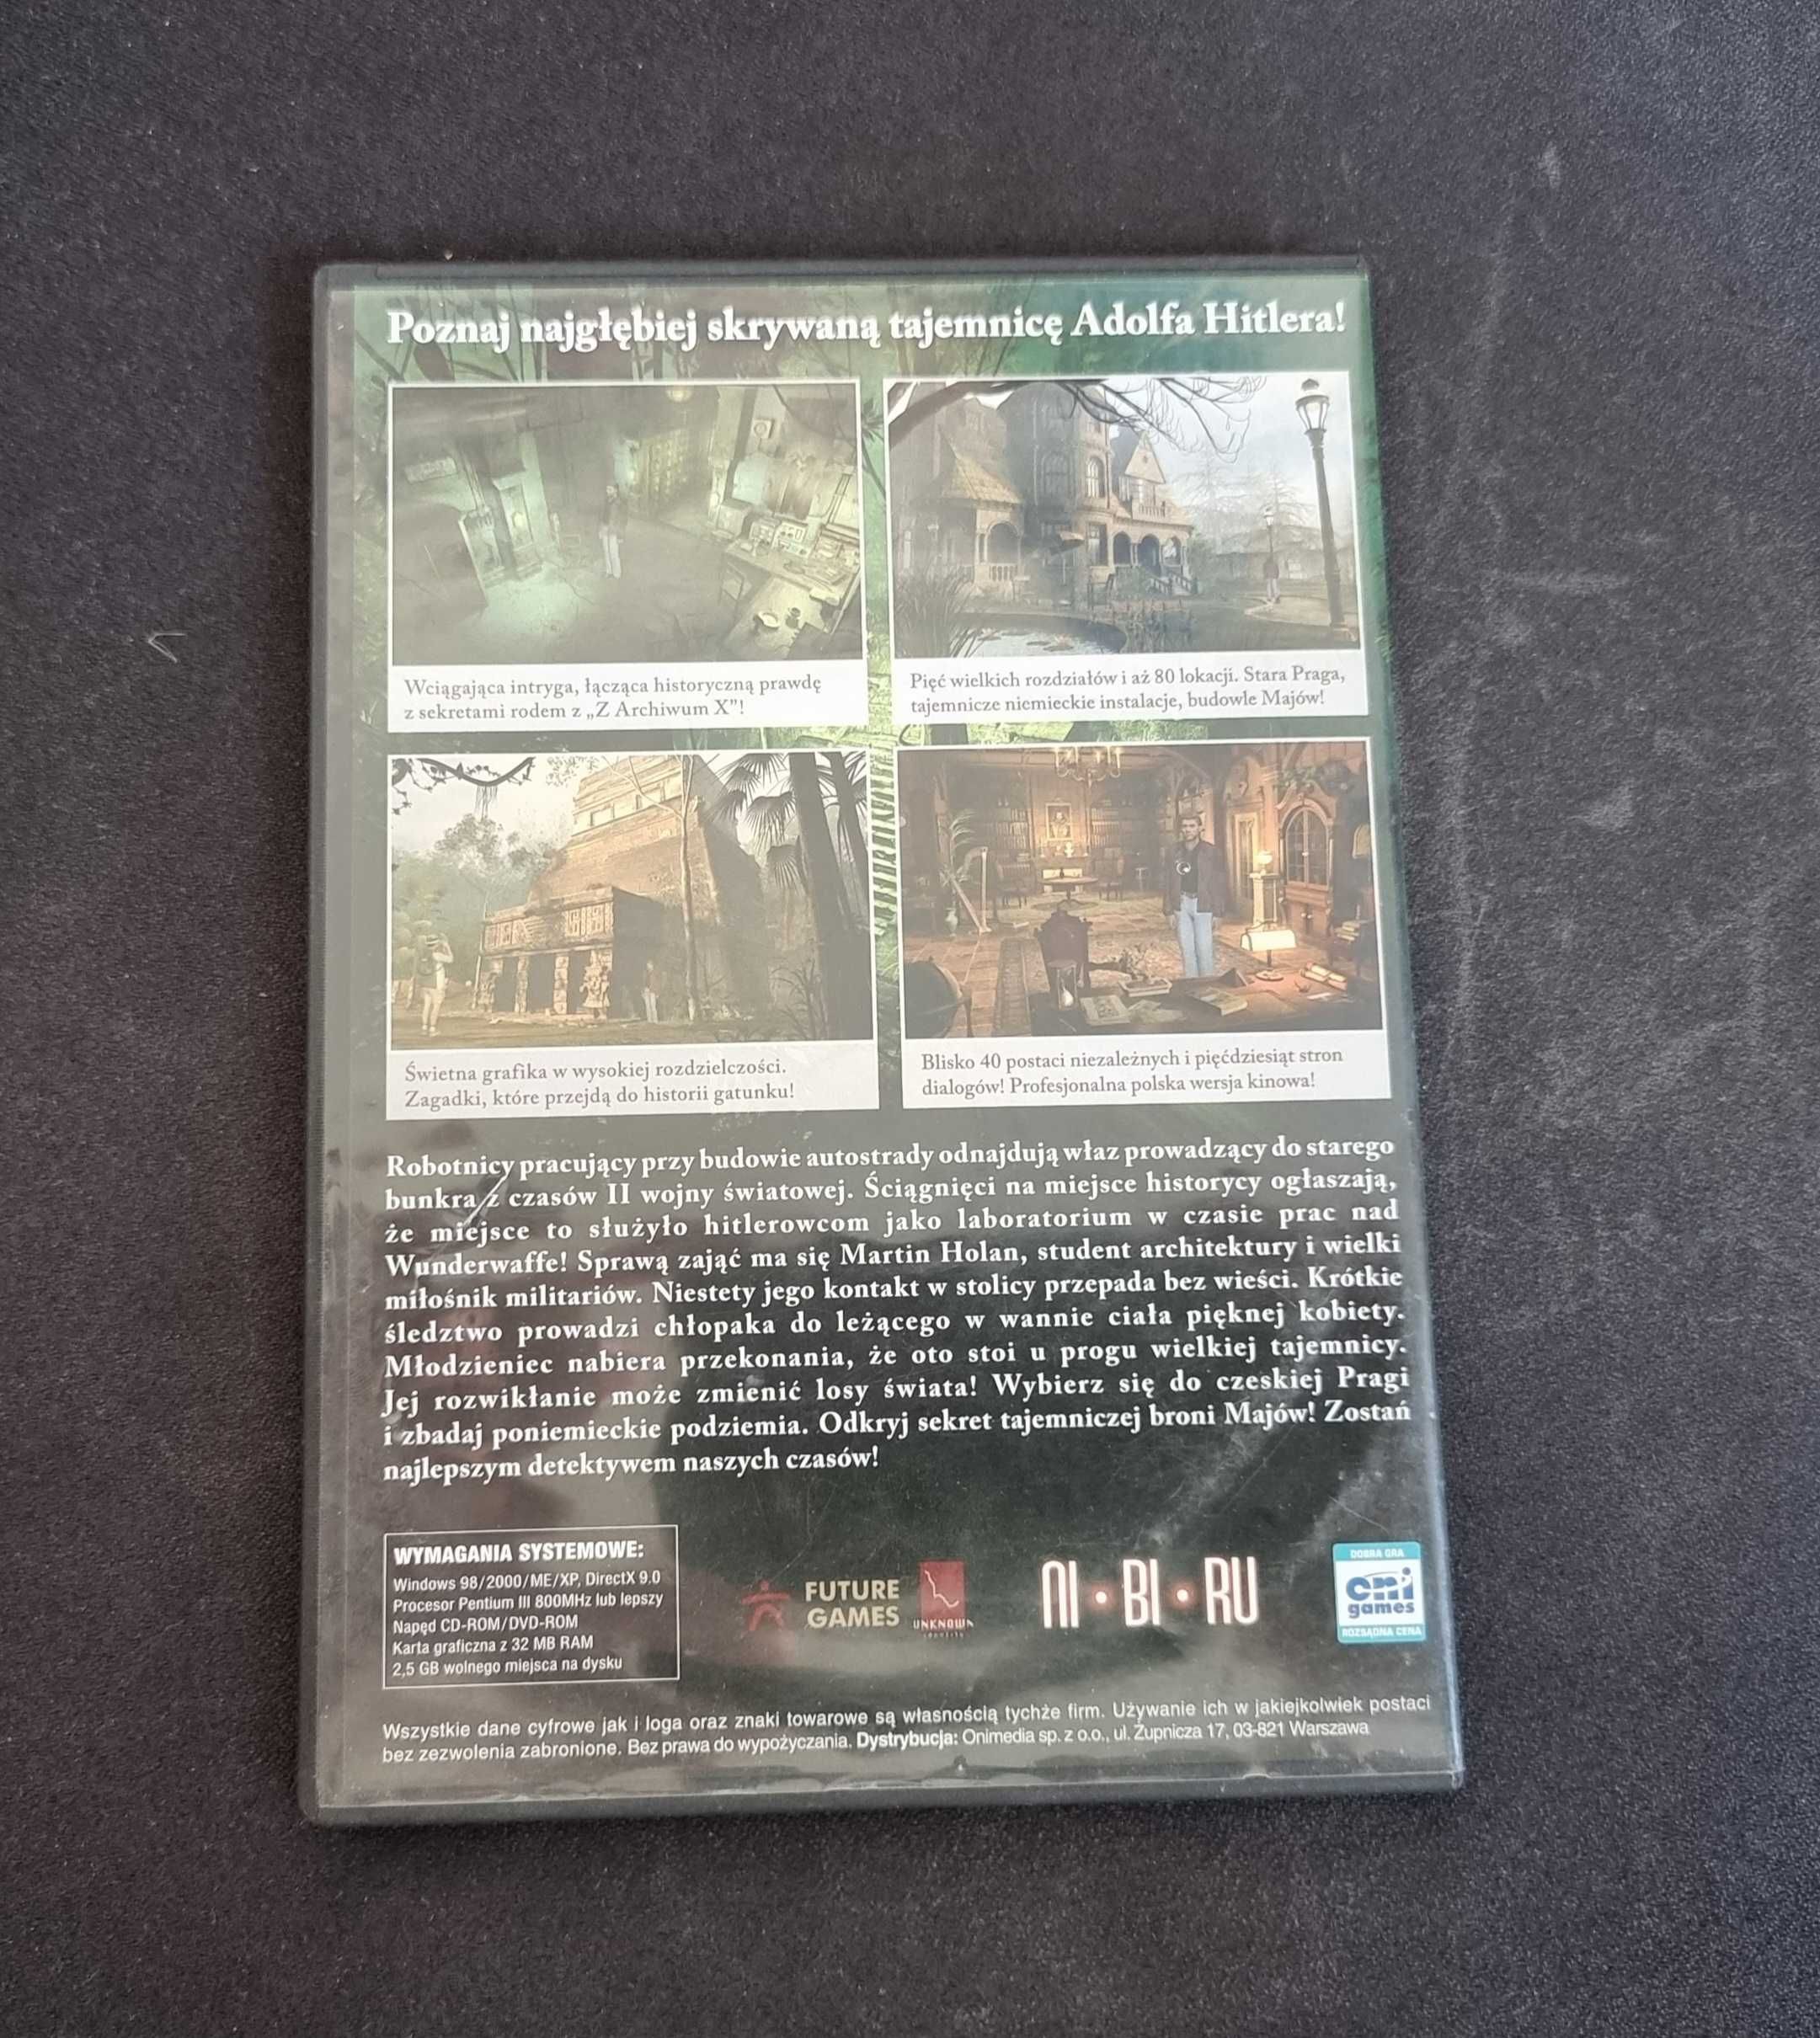 Poznaj najgłębiej skrywaną tajemnicę Adolfa Hitlera!
Wciągająca intryga, łącząca historyczną prawdę
z sekretami rodem z „Z Archiwum X”!
Pięć wielkich rozdziałów i aż 80 lokacji. Stara Praga,
tajemnicze niemieckie instalacje, budowle Majów!
Świetna grafika w wysokiej rozdzielczości.
Zagadki, które przejdą do historii gatunku!
Blisko 40 postaci niezależnych i pięćdziesiąt stron
dialogów! Profesjonalna polska wersja kinowa!
Robotnicy pracujący przy budowie autostrady odnajdują właz prowadzący do starego
bunkra z czasów II wojny światowej. Ściągnięci na miejsce historycy ogłaszają,
że miejsce to służyło hitlerowcom jako laboratorium w czasie prac nad
Wunderwaffe! Sprawą zająć ma się Martin Holan, student architektury i wielki
miłośnik militariów. Niestety jego kontakt w stolicy przepada bez wieści. Krótkie
śledztwo prowadzi chłopaka do leżącego w wannie ciała pięknej kobiety.
Młodzieniec nabiera przekonania, że oto stoi u progu wielkiej tajemnicy.
Jej rozwikłanie może zmienić losy świata! Wybierz się do czeskiej Pragi
i zbadaj poniemieckie podziemia. Odkryj sekret tajemniczej broni Majów! Zostań
najlepszym detektywem naszych czasów!
WYMAGANIA SYSTEMOWE:
Windows 98/2000/ME/XP, DirectX 9.0
Procesor Pentium III 800MHz lub lepszy
Napęd CD-ROM/DVD-ROM
Karta graficzna z 32 MB RAM
2,5 GB wolnego miejsca na dysku
FUTURE
GAMES
UNKNOWN
NI•BI•RU
DOBRA GRA
oni
games
ROZSĄDNA CENA
Wszystkie dane cyfrowe jak i loga oraz znaki towarowe są własnością tychże firm. Używanie ich w jakiejkolwiek postaci
bez zezwolenia zabronione. Bez prawa do wypożyczania. Dystrybucja: Onimedia sp. z o.o., ul. Żupnicza 17, 03-821 Warszawa